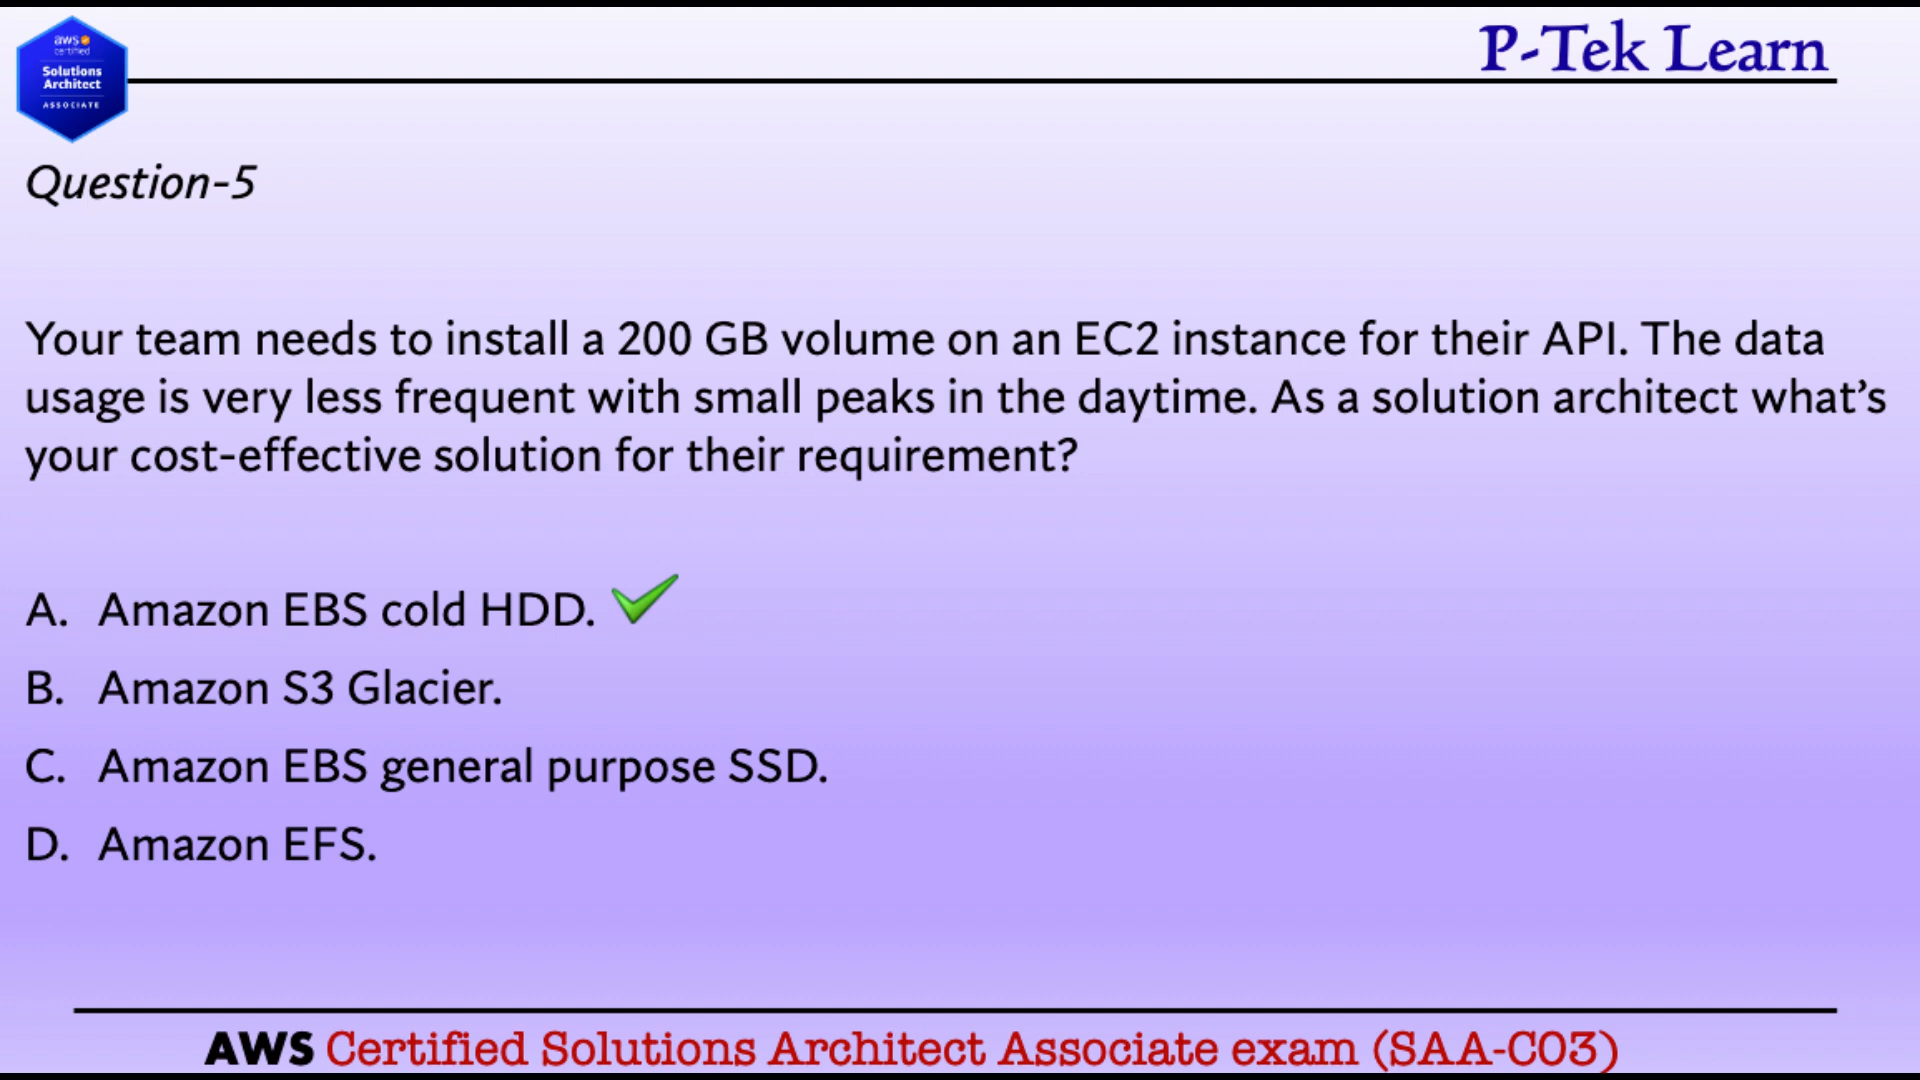 aws
certified
Solutions
Architect
ASSOCIATE
P-Tek Learn
Question-5
Your team needs to install a 200 GB volume on an EC2 instance for their API. The data
usage is very less frequent with small peaks in the daytime. As a solution architect what’s
your cost-effective solution for their requirement?
A. Amazon EBS cold HDD.
B. Amazon S3 Glacier.
C. Amazon EBS general purpose SSD.
D. Amazon EFS.
AWS Certified Solutions Architect Associate exam (SAA-C03)